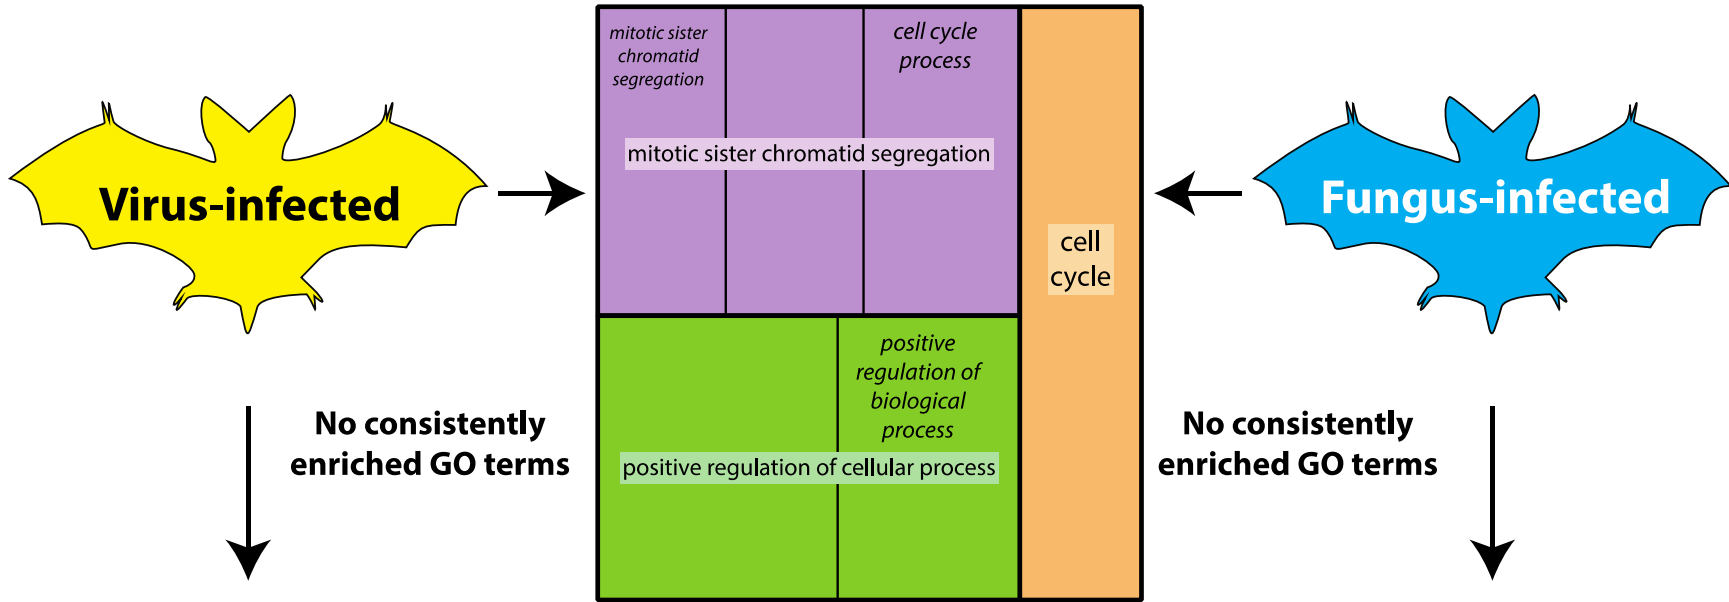 mitotic sister
chromatid
segregation
cell cycle
process
mitotic sister chromatid segregation
Virus-infected
Fungus-infected
cell
cycle
positive
regulation of
biological
process
positive regulation of cellular process
No consistently
enriched GO terms
No consistently
enriched GO terms